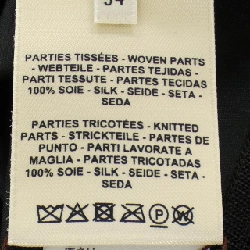 34
PARTIES TISSÉES - WOVEN PARTS
- WEBTEILE - PARTES TEJIDAS -
PARTI TESSUTE - PARTES TECIDAS
100% SOIE - SILK - SEIDE - SETA -
SEDA
PARTIES TRICOTÉES - KNITTED
PARTS - STRICKTEILE - PARTES DE
PUNTO - PARTI LAVORATE A
MAGLIA - PARTES TRICOTADAS
100% SOIE - SILK - SEIDE - SETA -
SEDA
P W